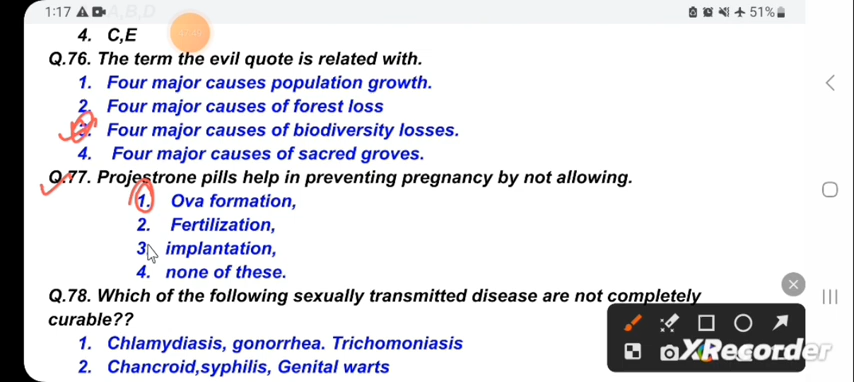 1:17 51%
A,B,D
4. C,E
Q.76. The term the evil quote is related with.
1. Four major causes population growth.
2. Four major causes of forest loss
3. Four major causes of biodiversity losses.
4. Four major causes of sacred groves.
Q.77. Projestrone pills help in preventing pregnancy by not allowing.
1. Ova formation,
2. Fertilization,
3. implantation,
4. none of these.
Q.78. Which of the following sexually transmitted disease are not completely
curable??
1. Chlamydiasis, gonorrhea. Trichomoniasis
2. Chancroid,syphilis, Genital warts
XRecorder